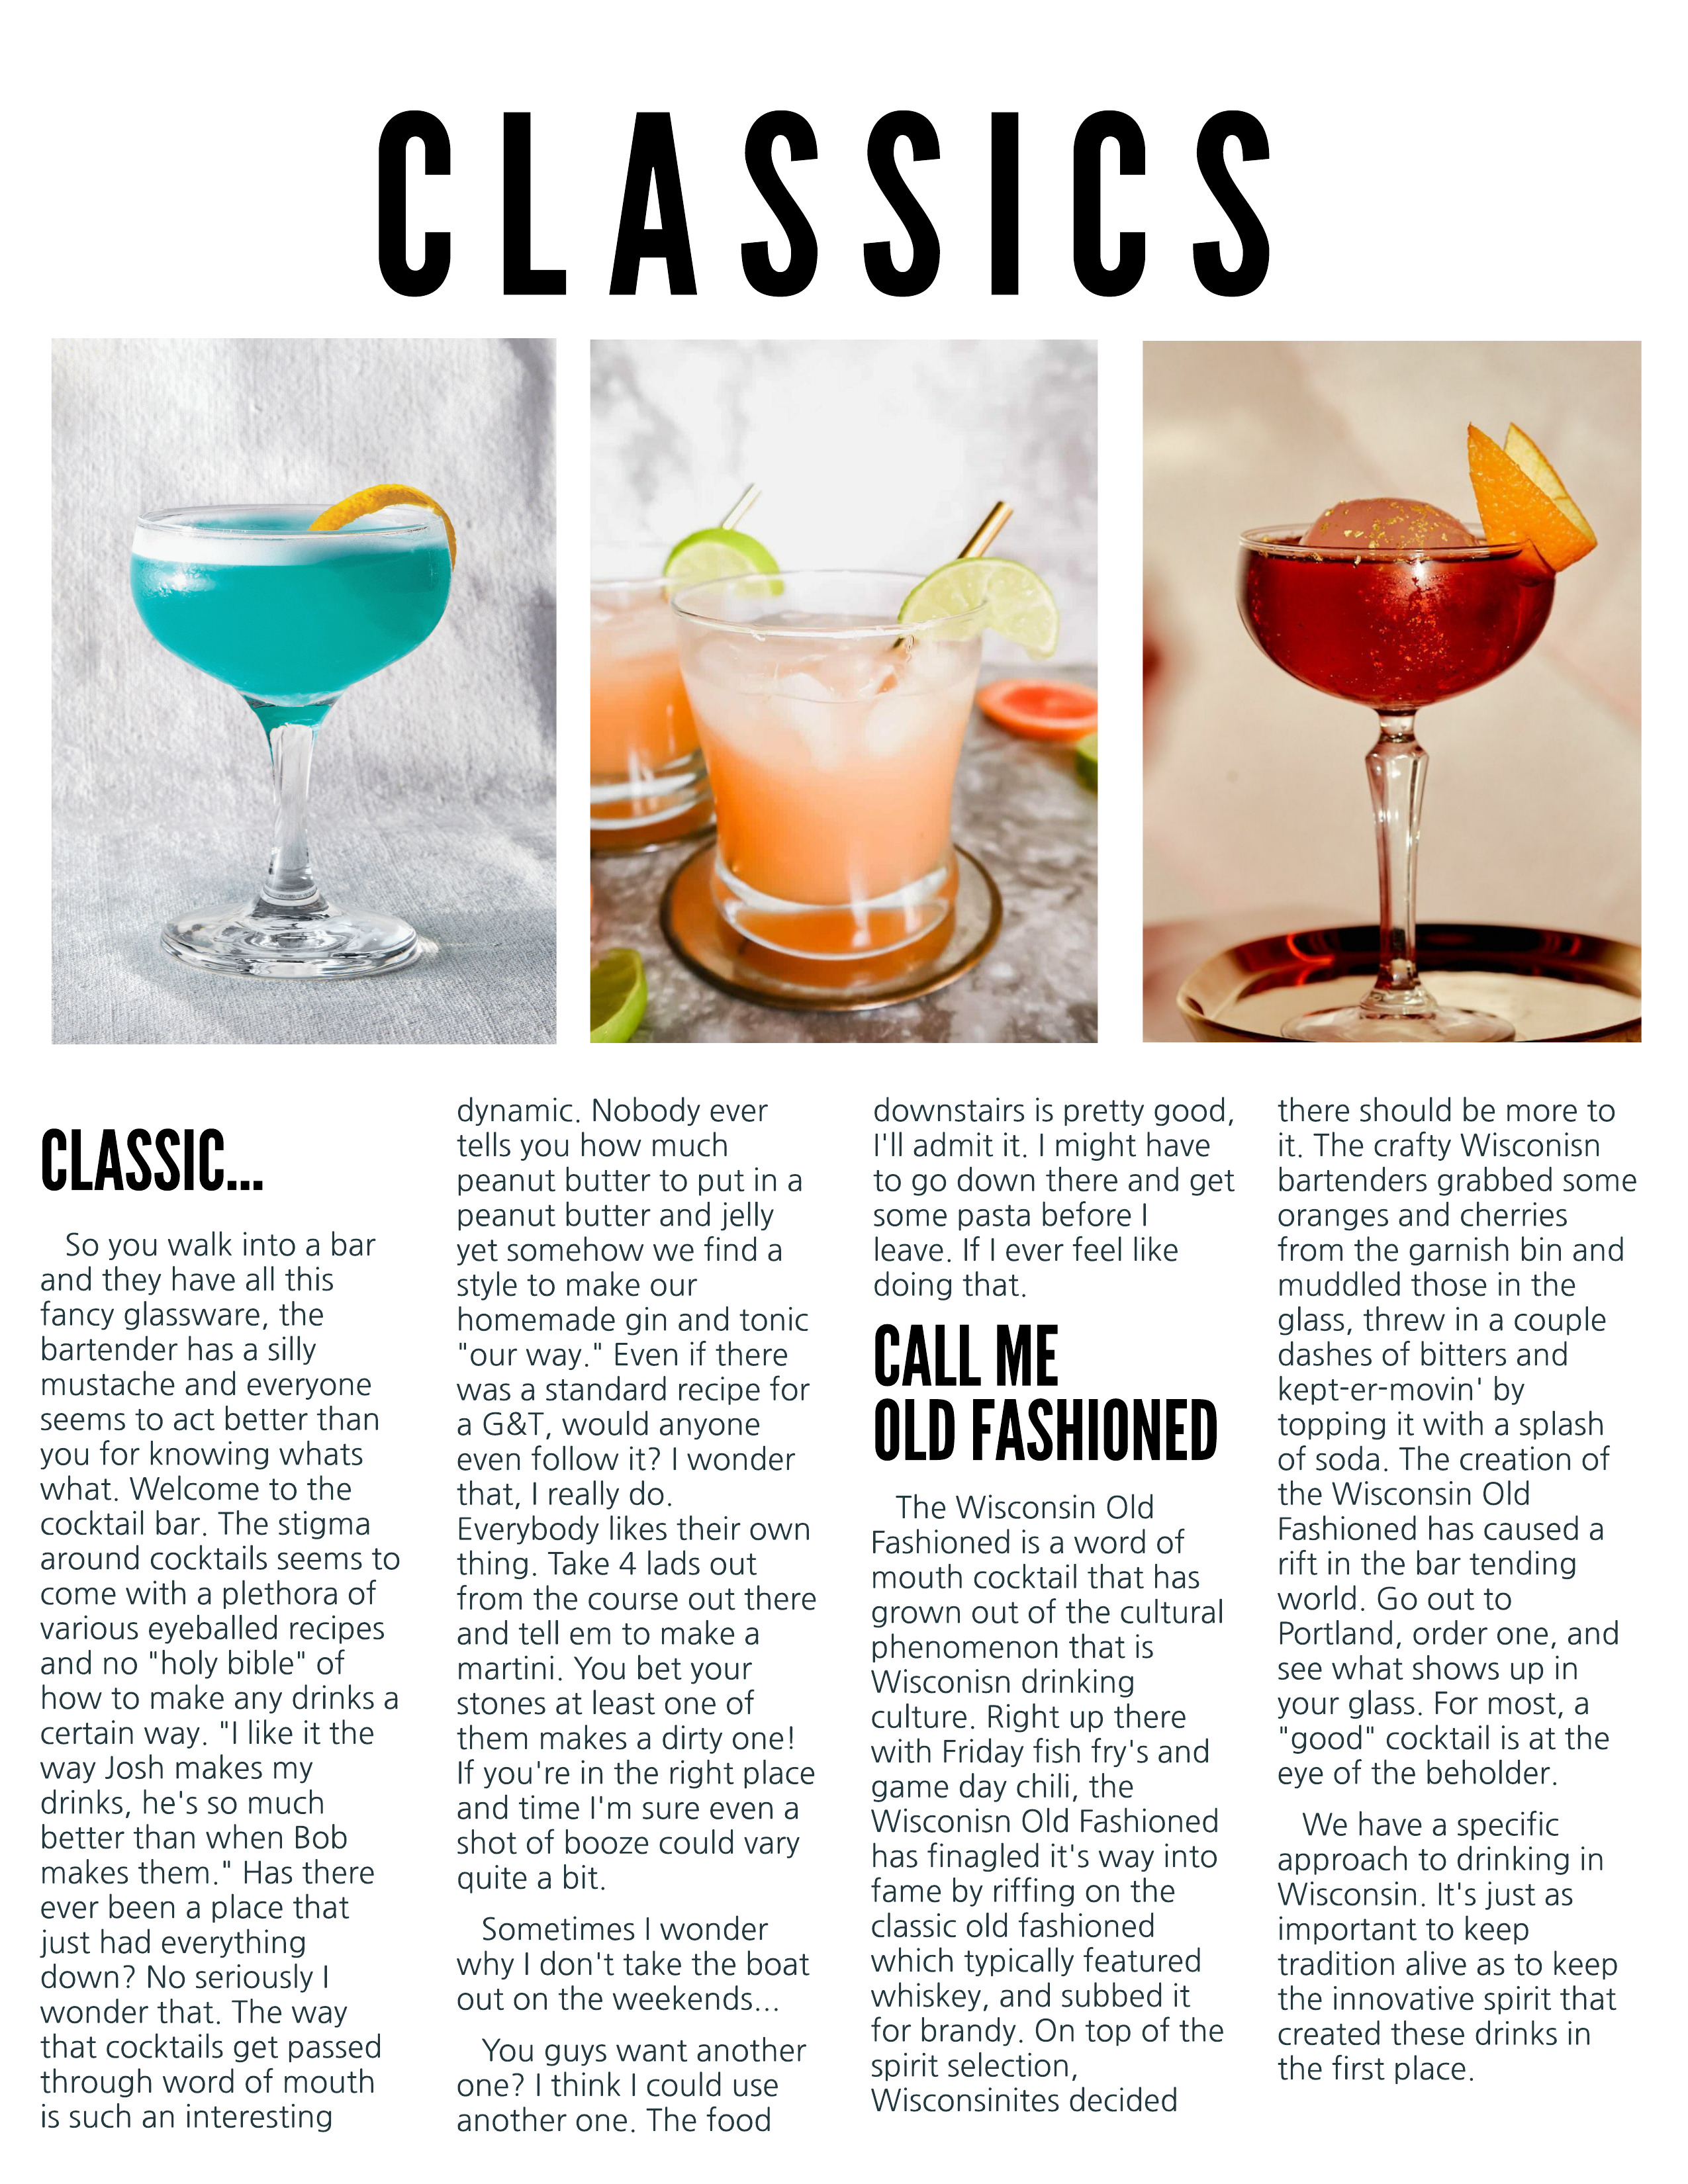 CLASSICS
CLASSIC...
So you walk into a bar
and they have all this
fancy glassware, the
bartender has a silly
mustache and everyone
seems to act better than
you for knowing whats
what. Welcome to the
cocktail bar. The stigma
around cocktails seems to
come with a plethora of
various eyeballed recipes
and no "holy bible" of
how to make any drinks a
certain way. "I like it the
way Josh makes my
drinks, he's so much
better than when Bob
makes them." Has there
ever been a place that
just had everything
down? No seriously I
wonder that. The way
that cocktails get passed
through word of mouth
is such an interesting
dynamic. Nobody ever
tells you how much
peanut butter to put in a
peanut butter and jelly
yet somehow we find a
style to make our
homemade gin and tonic
"our way." Even if there
was a standard recipe for
a G&T, would anyone
even follow it? I wonder
that, I really do.
Everybody likes their own
thing. Take 4 lads out
from the course out there
and tell em to make a
martini. You bet your
stones at least one of
them makes a dirty one!
If you're in the right place
and time I'm sure even a
shot of booze could vary
quite a bit.
Sometimes I wonder
why I don't take the boat
out on the weekends...
You guys want another
one? I think I could use
another one. The food
downstairs is pretty good,
I'll admit it. I might have
to go down there and get
some pasta before I
leave. If I ever feel like
doing that.
CALL ME
OLD FASHIONED
The Wisconsin Old
Fashioned is a word of
mouth cocktail that has
grown out of the cultural
phenomenon that is
Wisconisn drinking
culture. Right up there
with Friday fish fry's and
game day chili, the
Wisconisn Old Fashioned
has finagled it's way into
fame by riffing on the
classic old fashioned
which typically featured
whiskey, and subbed it
for brandy. On top of the
spirit selection,
Wisconsinites decided
there should be more to
it. The crafty Wisconisn
bartenders grabbed some
oranges and cherries
from the garnish bin and
muddled those in the
glass, threw in a couple
dashes of bitters and
kept-er-movin' by
topping it with a splash
of soda. The creation of
the Wisconsin Old
Fashioned has caused a
rift in the bar tending
world. Go out to
Portland, order one, and
see what shows up in
your glass. For most, a
"good" cocktail is at the
eye of the beholder.
We have a specific
approach to drinking in
Wisconsin. It's just as
important to keep
tradition alive as to keep
the innovative spirit that
created these drinks in
the first place.